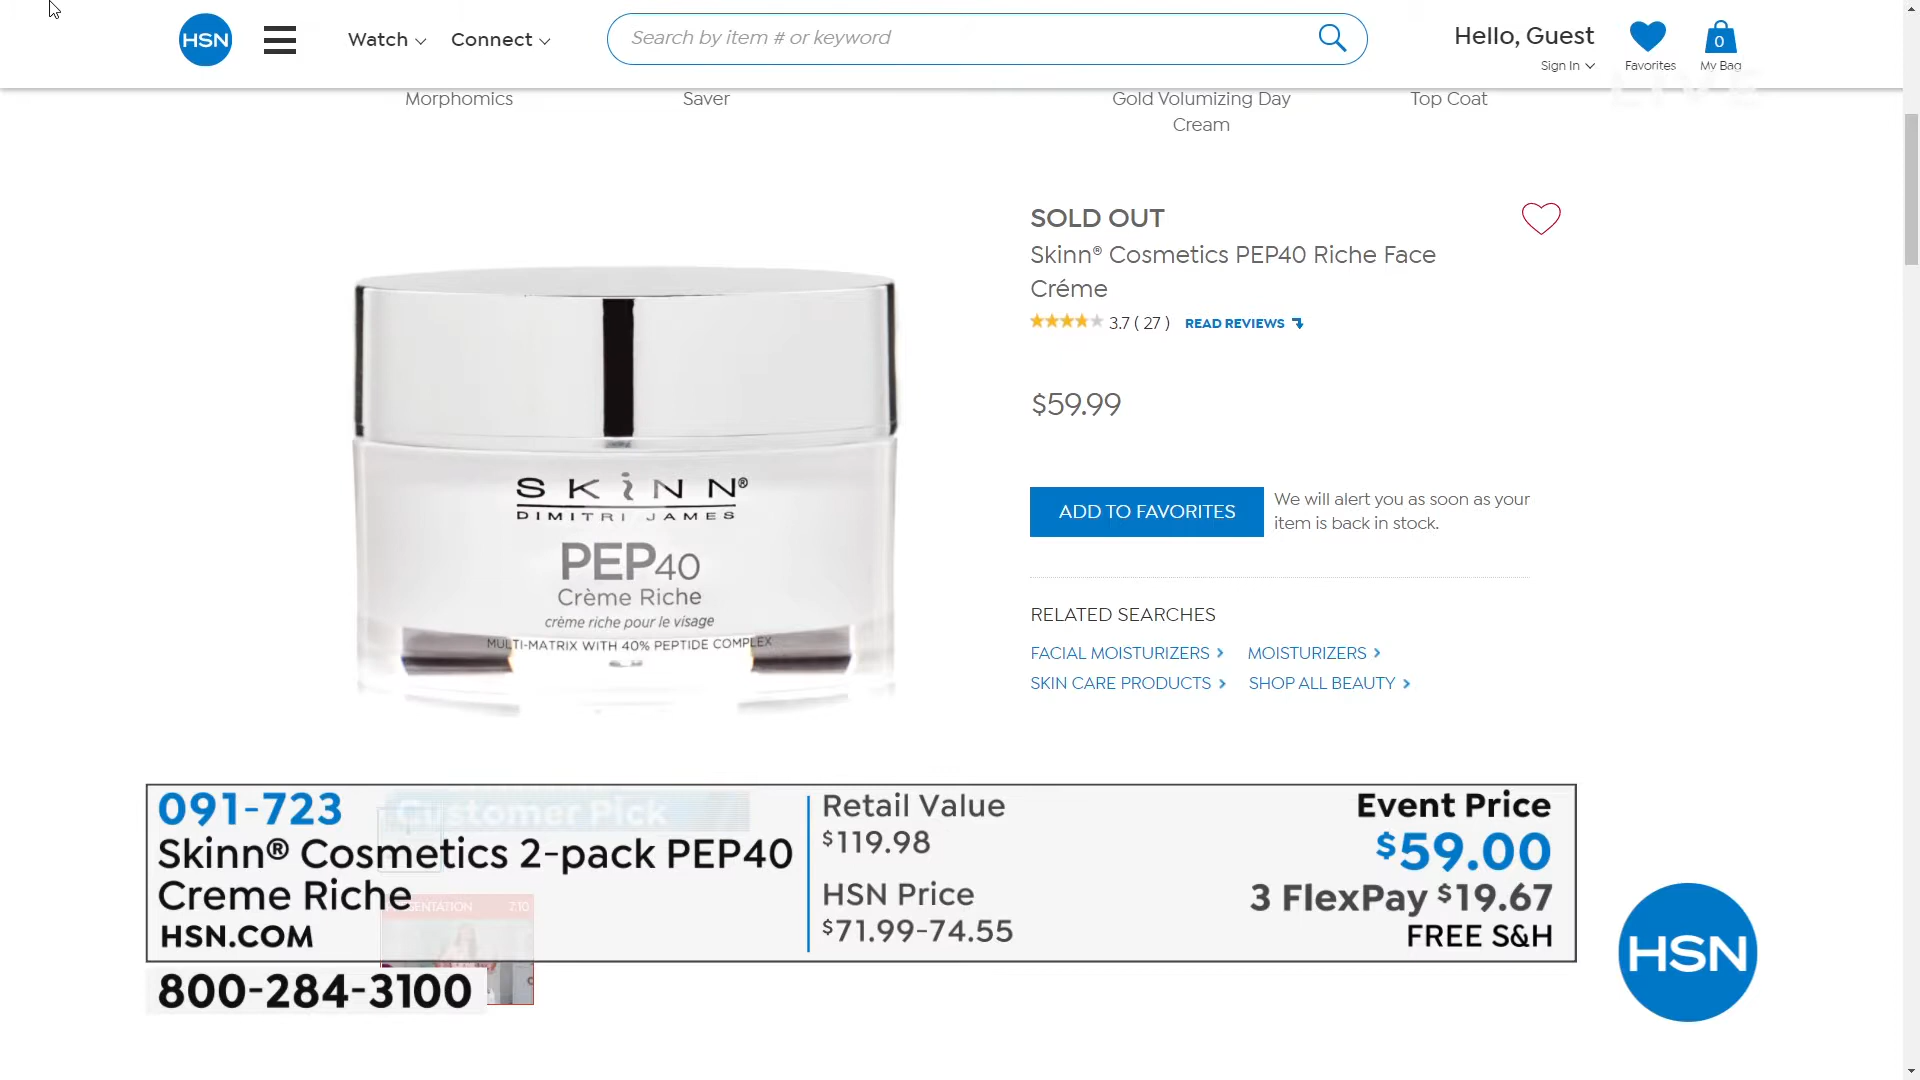 HSN
Watch
Connect
Search by item # or keyword
Hello, Guest
Sign In
Favorites
0
My Bag
LIVE
Morphomics
Saver
Gold Volumizing Day
Cream
Top Coat
SOLD OUT
Skinn® Cosmetics PEP40 Riche Face
Créme
3.7 ( 27 )
READ REVIEWS
$59.99
ADD TO FAVORITES
We will alert you as soon as your
item is back in stock.
RELATED SEARCHES
FACIAL MOISTURIZERS
MOISTURIZERS
SKIN CARE PRODUCTS
SHOP ALL BEAUTY
SKiNN®
DIMITRI JAMES
PEP40
Crème Riche
crème riche pour le visage
MULTI-MATRIX WITH 40% PEPTIDE COMPLEX
091-723
Customer Pick
Skinn® Cosmetics 2-pack PEP40
Creme Riche
HSN.COM
800-284-3100
7:10
Retail Value
$119.98
HSN Price
$71.99-74.55
Event Price
$59.00
3 FlexPay $19.67
FREE S&H
HSN